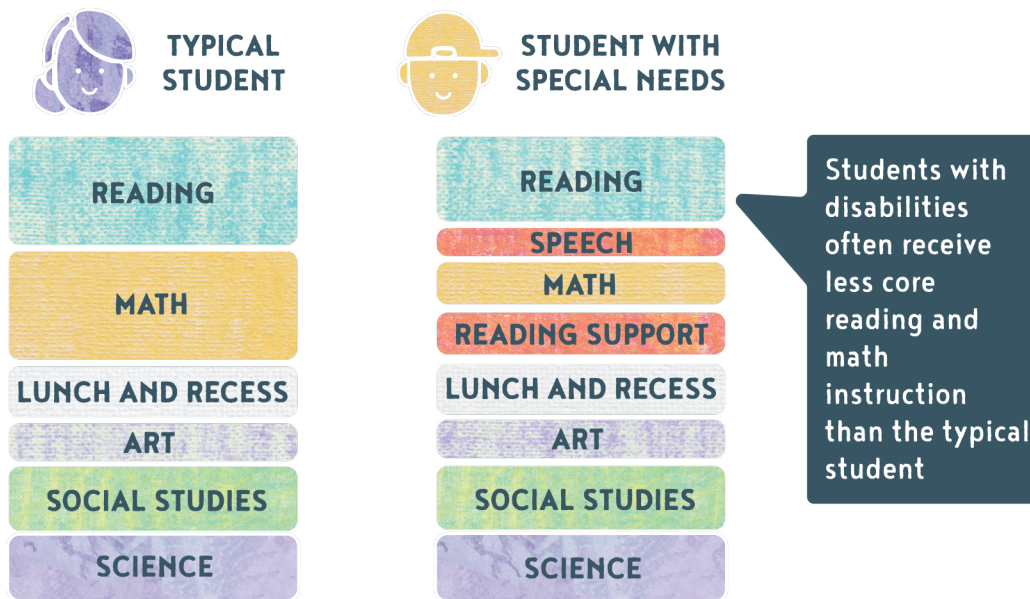 TYPICAL
STUDENT
READING
MATH
LUNCH AND RECESS
ART
SOCIAL STUDIES
SCIENCE
STUDENT WITH
SPECIAL NEEDS
READING
SPEECH
MATH
READING SUPPORT
LUNCH AND RECESS
ART
SOCIAL STUDIES
SCIENCE
Students with
disabilities
often receive
less core
reading and
math
instruction
than the typical
student